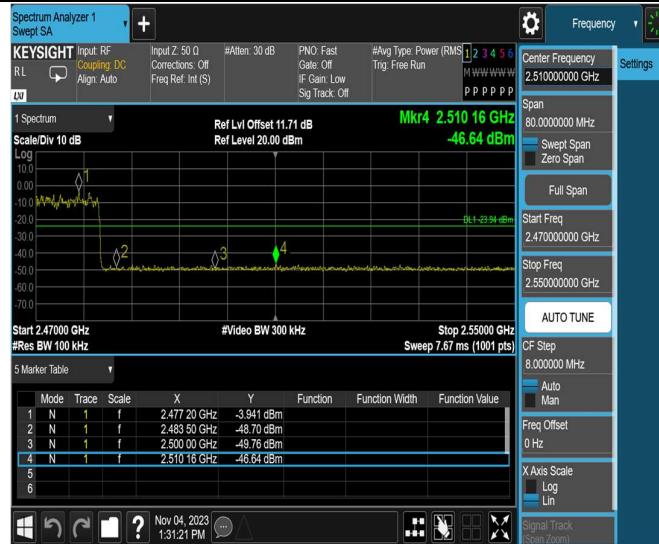 Spectrum Analyzer 1
Swept SA
+
Frequency
KEYSIGHT Input: RF Input Z: 50 Ω #Atten: 30 dB PNO: Fast #Avg Type: Power (RMS 1 2 3 4 5 6
RL Coupling: DC Corrections: Off Gate: Off Trig: Free Run
Align: Auto Freq Ref: Int (S) IF Gain: Low M W W W W W
LXI Sig Track: Off P P P P P P
Center Frequency
2.510000000 GHz
Settings
Span
80.0000000 MHz
Swept Span
Zero Span
Full Span
Start Freq
2.470000000 GHz
Stop Freq
2.550000000 GHz
AUTO TUNE
CF Step
8.000000 MHz
Auto
Man
Freq Offset
0 Hz
X Axis Scale
Log
Lin
Signal Track
(Span Zoom)
1 Spectrum
Scale/Div 10 dB
Ref Lvl Offset 11.71 dB
Ref Level 20.00 dBm
Mkr4 2.510 16 GHz
-46.64 dBm
Log
10.0
0.00
-10.0
-20.0
-30.0
-40.0
-50.0
-60.0
-70.0
1
2
3
4
DL1 -23.94 dBm
Start 2.47000 GHz #Video BW 300 kHz Stop 2.55000 GHz
#Res BW 100 kHz Sweep 7.67 ms (1001 pts)
5 Marker Table
Mode Trace Scale X Y Function Function Width Function Value
1 N 1 f 2.477 20 GHz -3.941 dBm
2 N 1 f 2.483 50 GHz -48.70 dBm
3 N 1 f 2.500 00 GHz -49.76 dBm
4 N 1 f 2.510 16 GHz -46.64 dBm
5
6
? Nov 04, 2023
1:31:21 PM